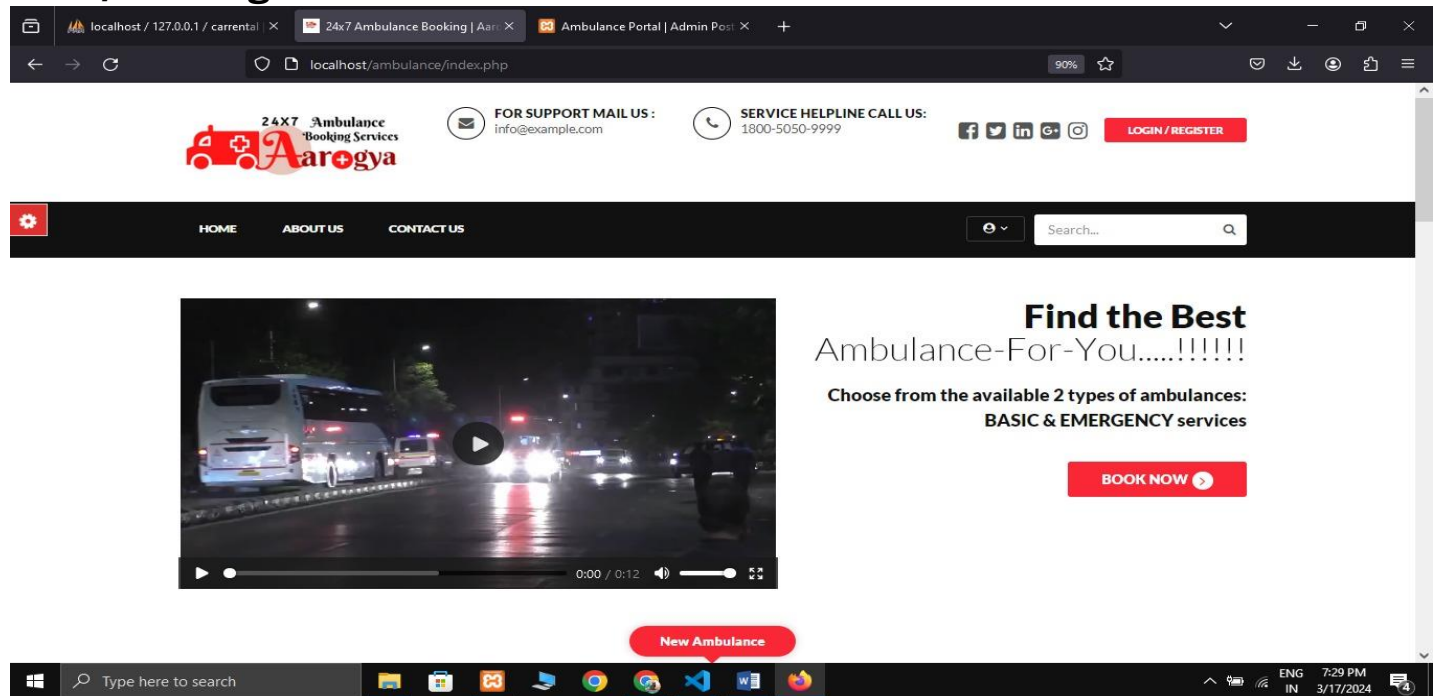 localhost / 127.0.0.1 / carrental |
24x7 Ambulance Booking | Aaro
Ambulance Portal | Admin Post
localhost/ambulance/index.php
90%
24X7 Ambulance
Booking Services
Aarogya
FOR SUPPORT MAIL US :
info@example.com
SERVICE HELPLINE CALL US:
1800-5050-9999
LOGIN / REGISTER
HOME ABOUT US CONTACT US
Search...
Find the Best
Ambulance-For-You.....!!!!!!
Choose from the available 2 types of ambulances:
BASIC & EMERGENCY services
BOOK NOW
0:00 / 0:12
New Ambulance
Type here to search
ENG
IN
7:29 PM
3/17/2024
4